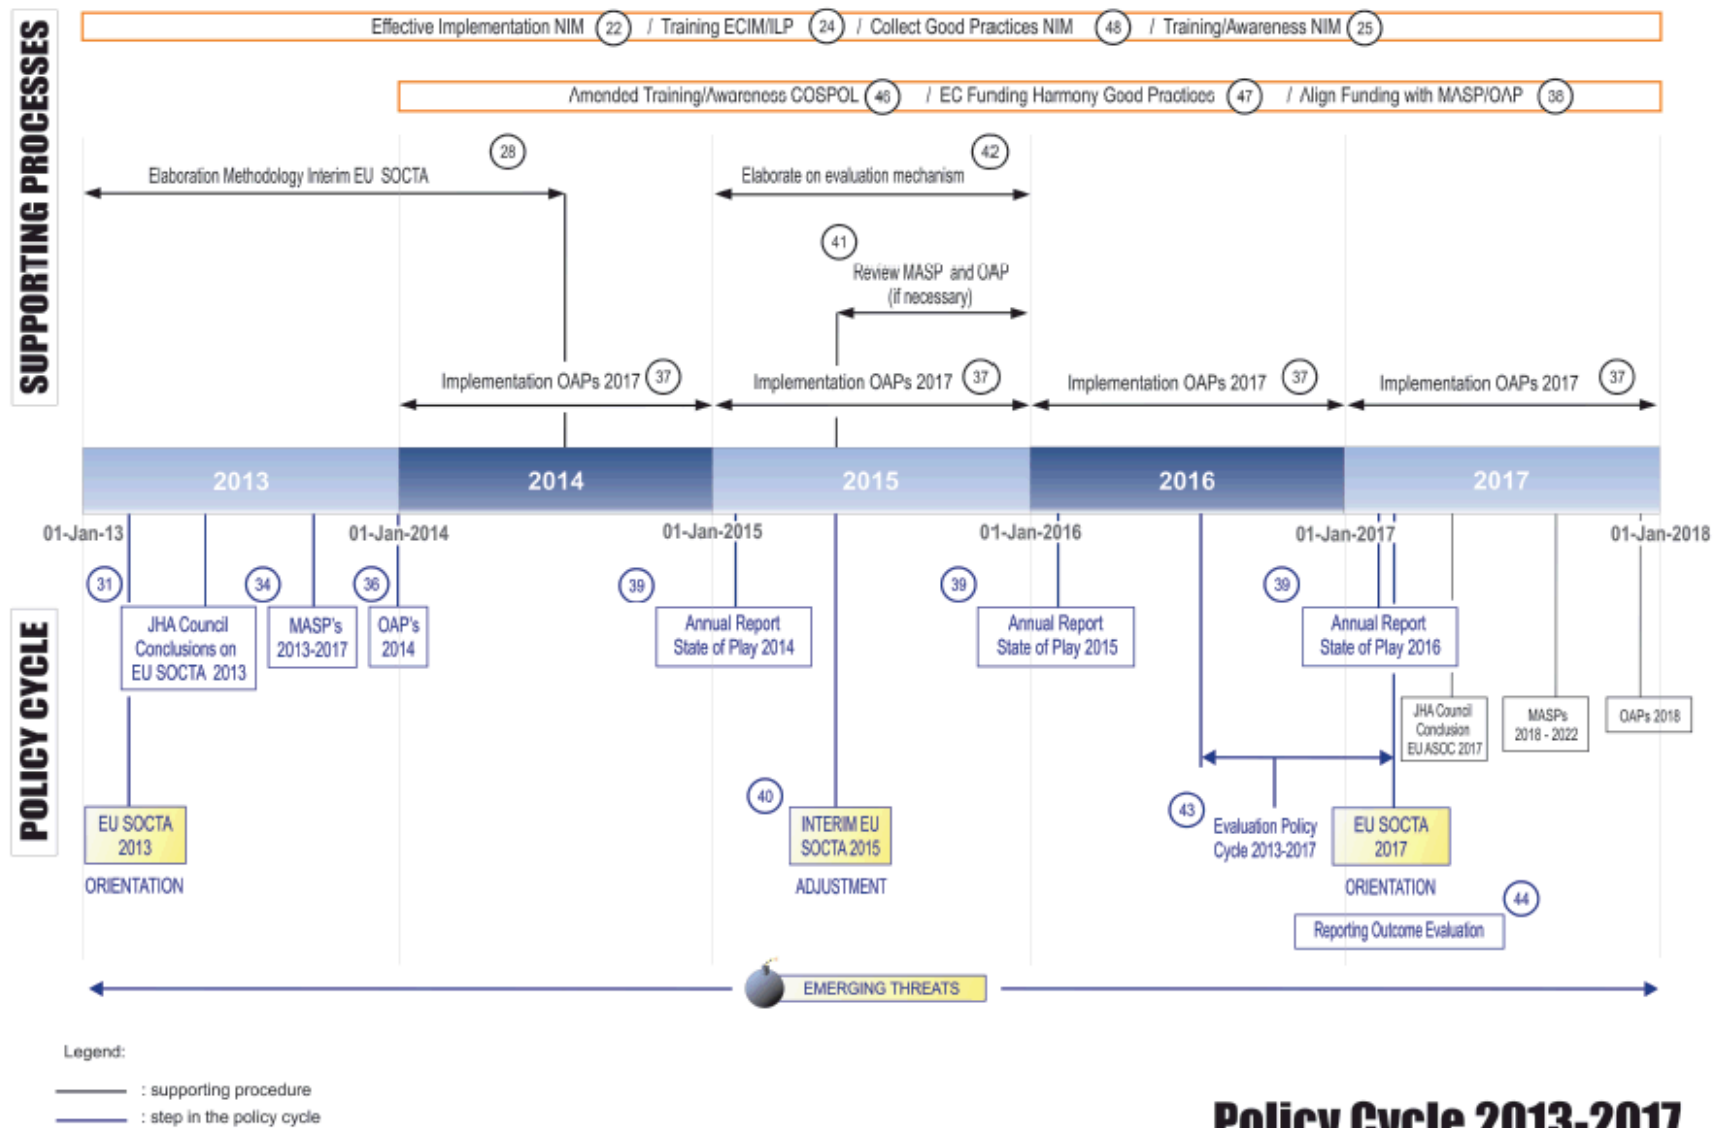 SUPPORTING PROCESSES
Effective Implementation NIM 22 / Training ECIM/ILP 24 / Collect Good Practices NIM 48 / Training/Awareness NIM 25
Amended Training/Awareness COSPOL 46 / EC Funding Harmony Good Practices 47 / Align Funding with MASP/OAP 38
28
Elaboration Methodology Interim EU SOCTA
42
Elaborate on evaluation mechanism
41
Review MASP and OAP
(if necessary)
Implementation OAPs 2017 37
Implementation OAPs 2017 37
Implementation OAPs 2017 37
Implementation OAPs 2017 37
2013
2014
2015
2016
2017
01-Jan-13
01-Jan-2014
01-Jan-2015
01-Jan-2016
01-Jan-2017
01-Jan-2018
POLICY CYCLE
31
JHA Council
Conclusions on
EU SOCTA 2013
34
MASP's
2013-2017
36
OAP's
2014
39
Annual Report
State of Play 2014
39
Annual Report
State of Play 2015
39
Annual Report
State of Play 2016
JHA Council
Conclusion
EU ASOC 2017
MASPs
2018 - 2022
OAPs 2018
EU SOCTA
2013
ORIENTATION
40
INTERIM EU
SOCTA 2015
ADJUSTMENT
43
Evaluation Policy
Cycle 2013-2017
EU SOCTA
2017
ORIENTATION
44
Reporting Outcome Evaluation
EMERGING THREATS
Legend:
: supporting procedure
: step in the policy cycle
Policy Cycle 2013-2017